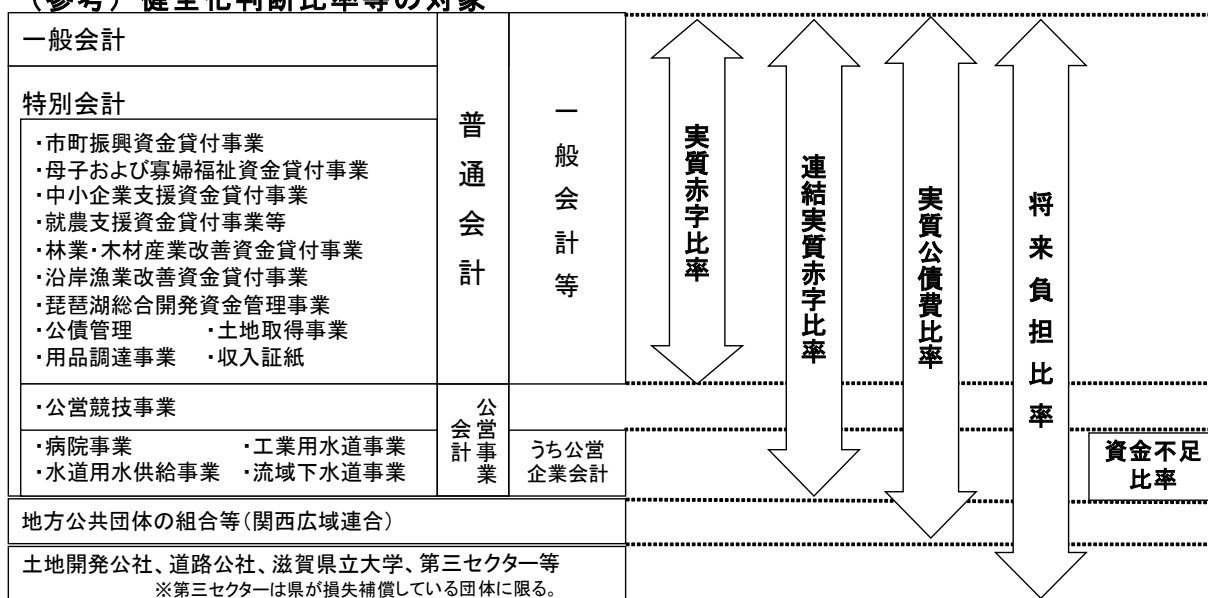 （参考）健全化判断比率等の対象
一般会計
特別会計
・市町振興資金貸付事業
・母子および寡婦福祉資金貸付事業
・中小企業支援資金貸付事業
・就農支援資金貸付事業等
・林業・木材産業改善資金貸付事業
・沿岸漁業改善資金貸付事業
・琵琶湖総合開発資金管理事業
・公債管理　・土地取得事業
・用品調達事業　・収入証紙
普通会計
一般会計等
・公営競技事業
・病院事業　・工業用水道事業
・水道用水供給事業　・流域下水道事業
公営事業
会計
うち公営
企業会計
地方公共団体の組合等（関西広域連合）
土地開発公社、道路公社、滋賀県立大学、第三セクター等
※第三セクターは県が損失補償している団体に限る。
実質赤字比率
連結実質赤字比率
実質公債費比率
将来負担比率
資金不足
比率